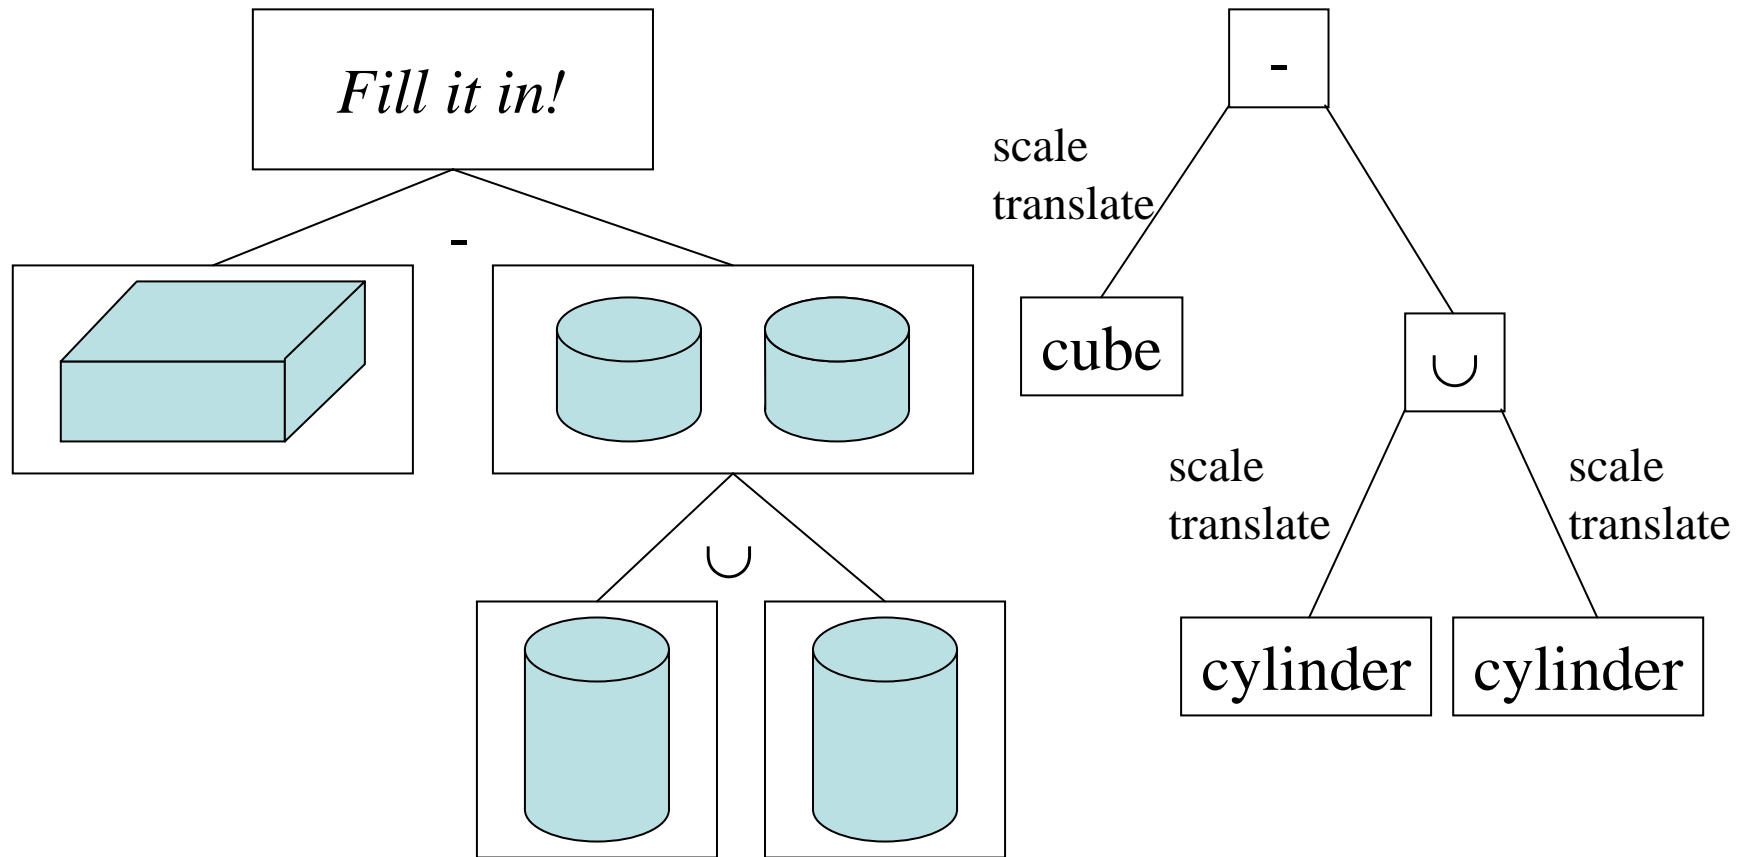 Fill it in!
-
∪
-
scale
translate
cube
∪
scale
translate
scale
translate
cylinder
cylinder